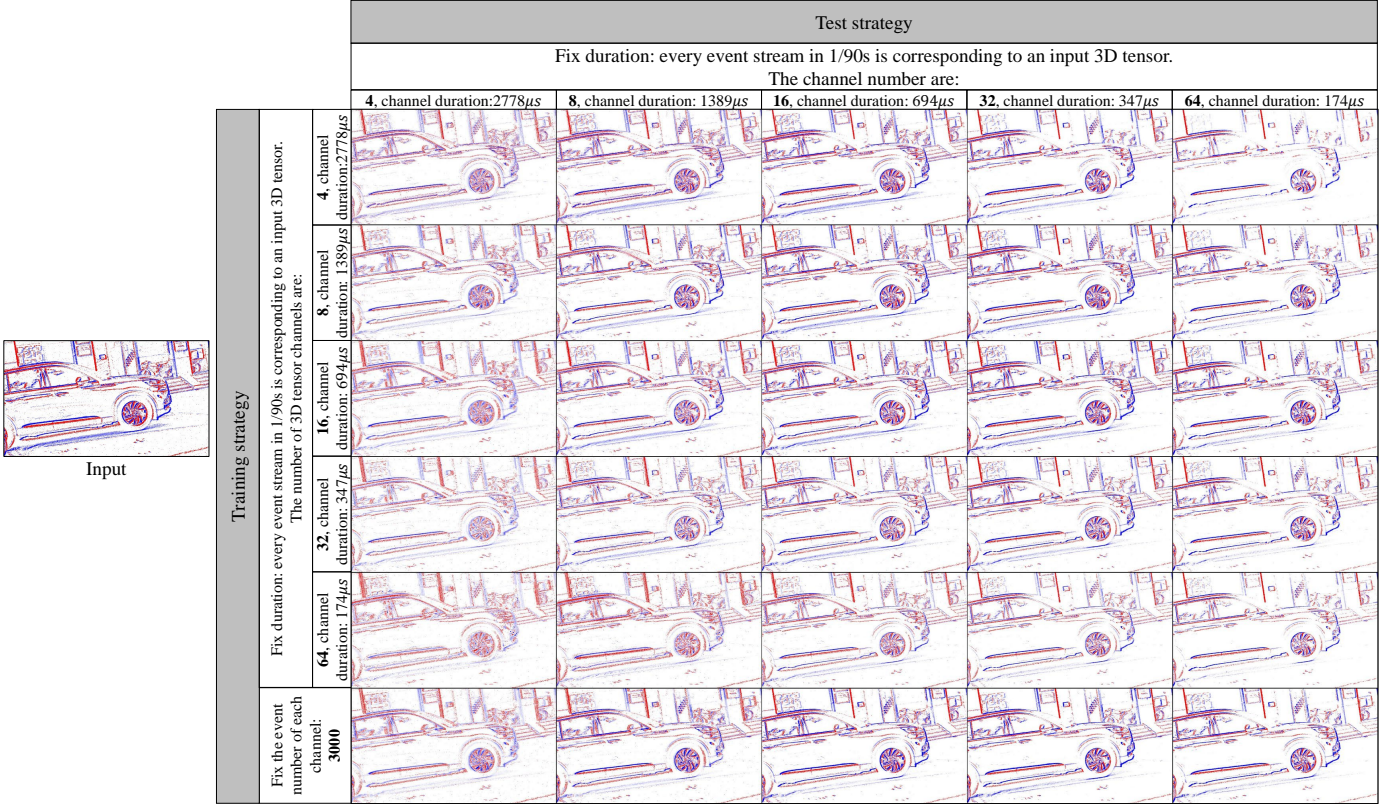 Test strategy
Fix duration: every event stream in 1/90s is corresponding to an input 3D tensor.
The channel number are:
4, channel duration:2778μs
8, channel duration: 1389μs
16, channel duration: 694μs
32, channel duration: 347μs
64, channel duration: 174μs
Input
Training strategy
Fix duration: every event stream in 1/90s is corresponding to an input 3D tensor.
The number of 3D tensor channels are:
4, channel
duration:2778μs
8, channel
duration: 1389μs
16, channel
duration: 694μs
32, channel
duration: 347μs
64, channel
duration: 174μs
Fix the event
number of each
channel:
3000